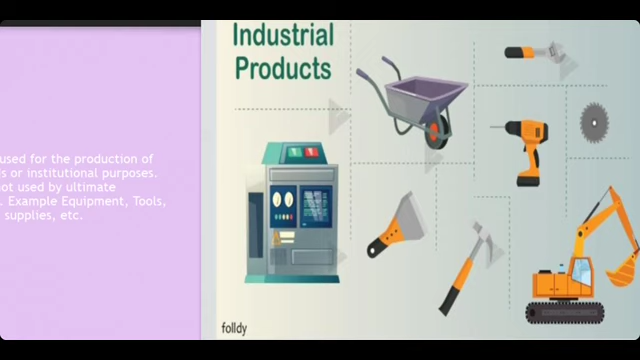 Industrial
Products
used for the production of
s or institutional purposes.
ot used by ultimate
. Example Equipment, Tools,
supplies, etc.
folldy